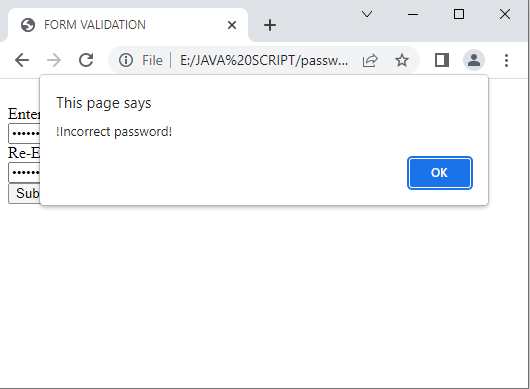 FORM VALIDATION
File E:/JAVA%20SCRIPT/passw...
This page says
!Incorrect password!
OK
Enter
Re-E
Sub